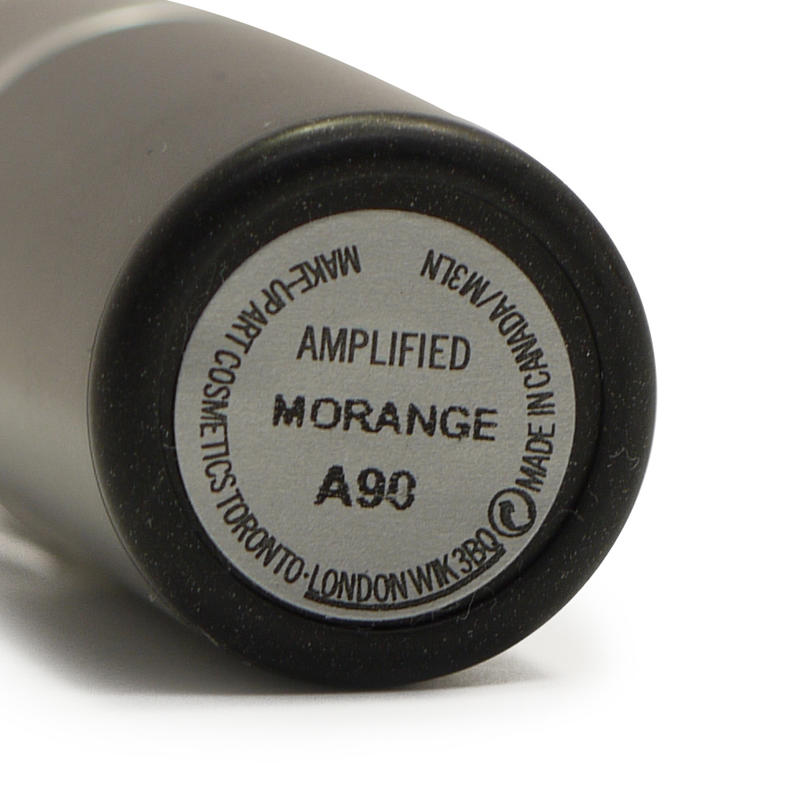 AMPLIFIED
MORANGE
A90
MAKE-UP ART COSMETICS TORONTO·LONDON W1K 3BQ
MADE IN CANADA/M3LN